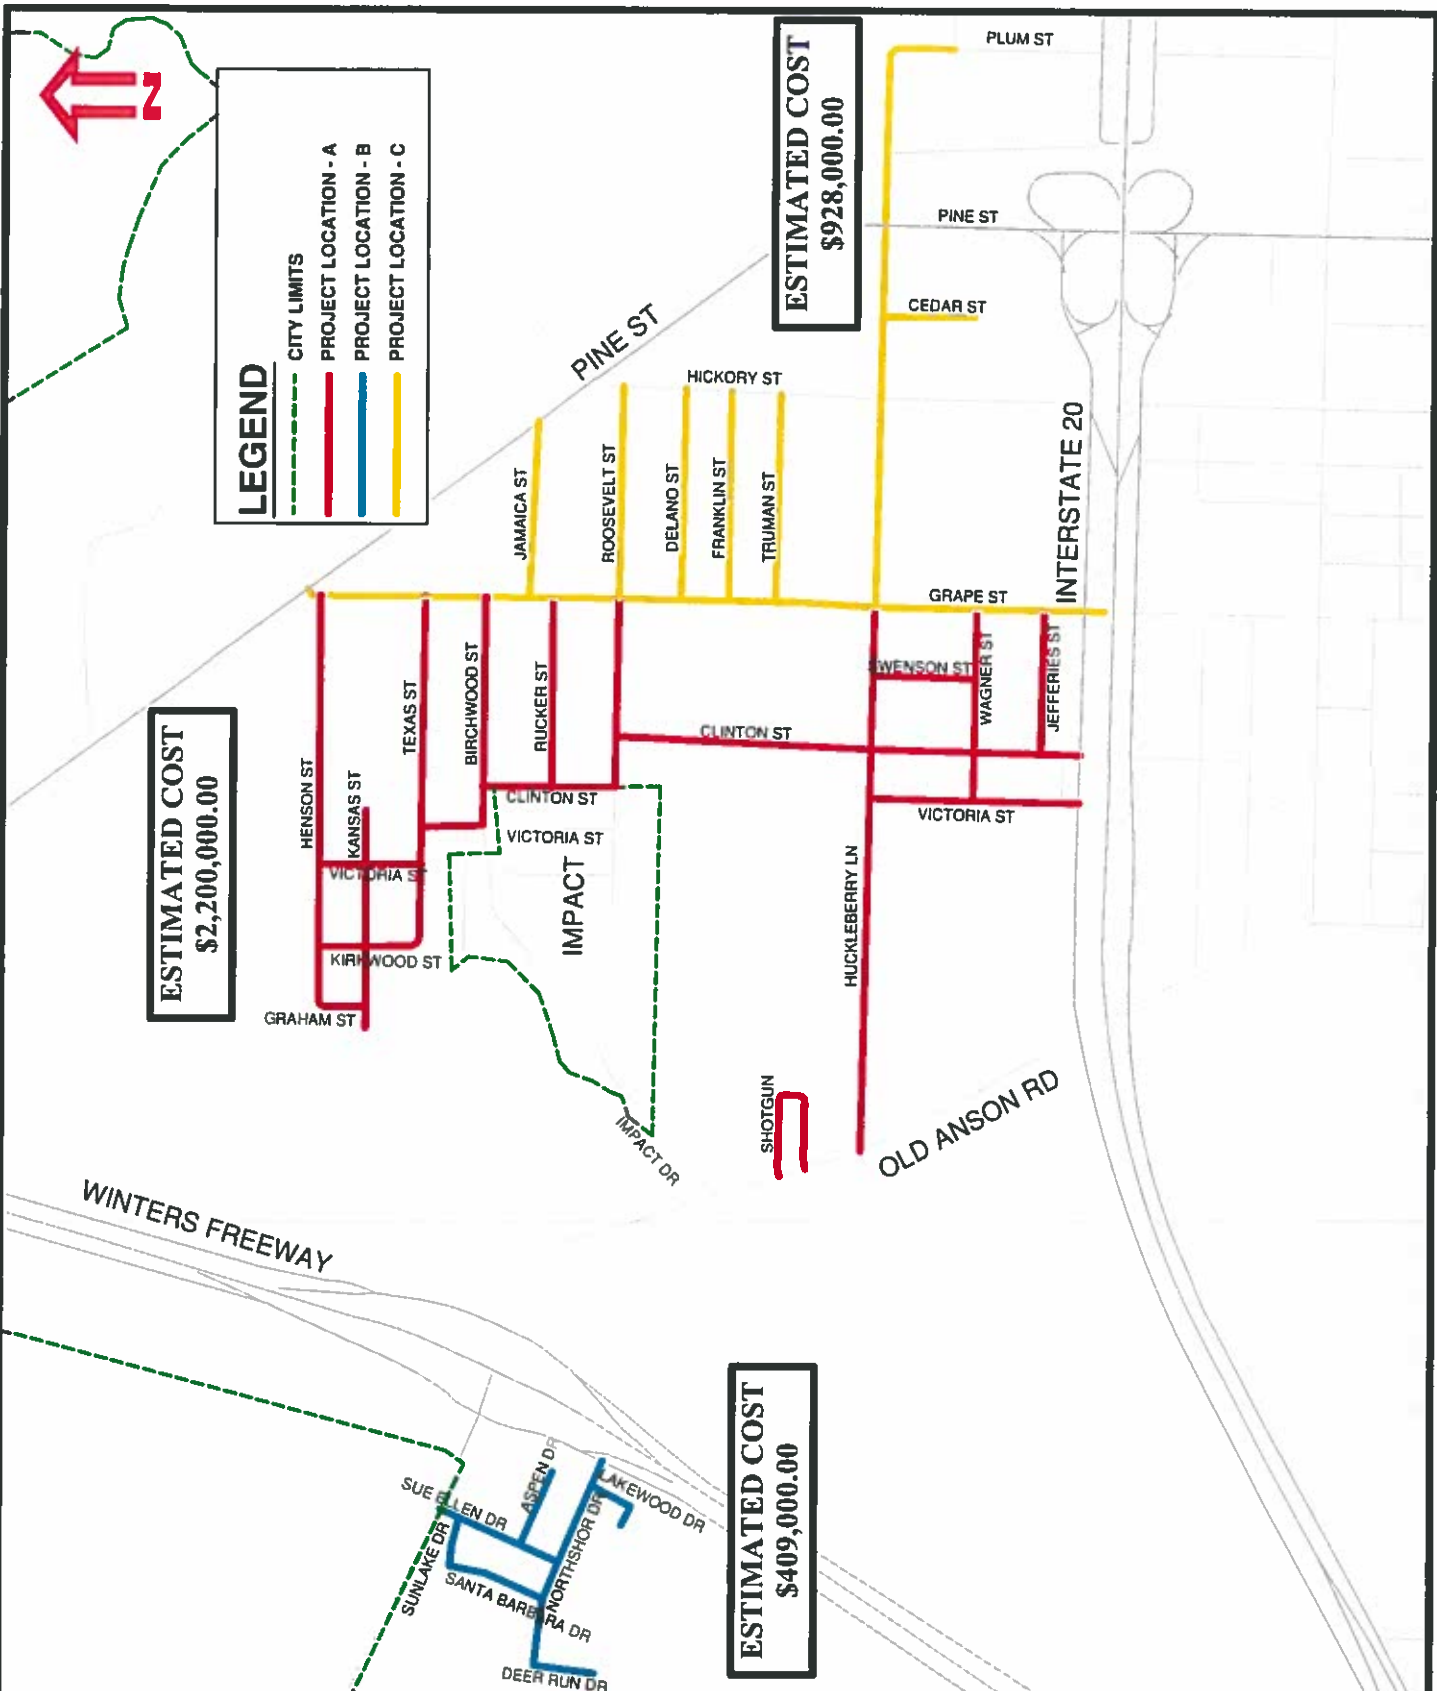 N
LEGEND
CITY LIMITS
PROJECT LOCATION - A
PROJECT LOCATION - B
PROJECT LOCATION - C
ESTIMATED COST
$928,000.00
PLUM ST
PINE ST
CEDAR ST
PINE ST
HICKORY ST
JAMAICA ST
ROOSEVELT ST
DELANO ST
FRANKLIN ST
TRUMAN ST
INTERSTATE 20
GRAPE ST
ESTIMATED COST
$2,200,000.00
HENSON ST
KANSAS ST
TEXAS ST
BIRCHWOOD ST
RUCKER ST
CLINTON ST
SWENSON ST
WAGNER ST
JEFFERIES ST
CLINTON ST
VICTORIA ST
VICTORIA ST
VICTORIA ST
KIRKWOOD ST
GRAHAM ST
IMPACT
HUCKLEBERRY LN
SHOTGUN
IMPACT DR
OLD ANSON RD
WINTERS FREEWAY
ESTIMATED COST
$409,000.00
SUE ELLEN DR
ASPEN DR
LAKEWOOD DR
NORTHSHOR DR
SUNLAKE DR
SANTA BARBARA DR
DEER RUN DR